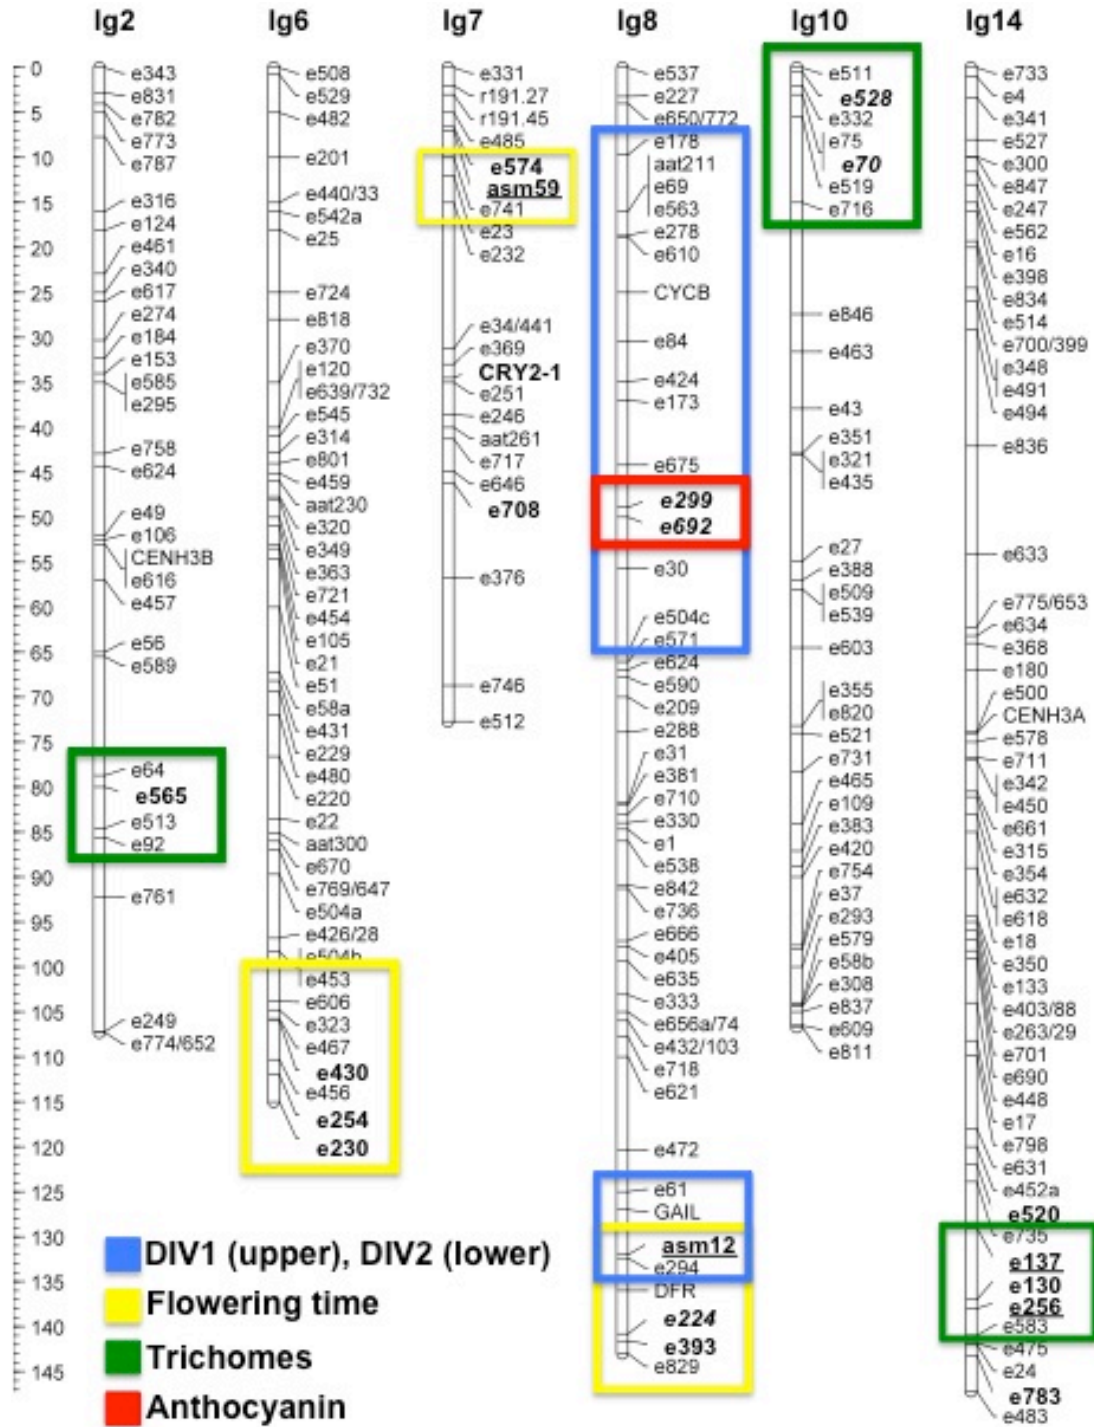 lg2 lg6 lg7 lg8 lg10 lg14
0
5
10
15
20
25
30
35
40
45
50
55
60
65
70
75
80
85
90
95
100
105
110
115
120
125
130
135
140
145
e343
e831
e782
e773
e787
e316
e124
e461
e340
e617
e274
e184
e153
e585
e295
e758
e624
e49
e106
CENH3B
e616
e457
e56
e589
e64
e565
e513
e92
e761
e249
e774/652
e508
e529
e482
e201
e440/33
e542a
e25
e724
e818
e370
e120
e639/732
e545
e314
e801
e459
aat230
e320
e349
e363
e721
e454
e105
e21
e51
e58a
e431
e229
e480
e220
e22
aat300
e670
e769/647
e504a
e426/28
e504b
e453
e606
e323
e467
e430
e456
e254
e230
e331
r191.27
r191.45
e485
e574
asm59
e741
e23
e232
e34/441
e369
CRY2-1
e251
e246
aat261
e717
e646
e708
e376
e746
e512
e537
e227
e650/772
e178
aat211
e69
e563
e278
e610
CYCB
e84
e424
e173
e675
e299
e692
e30
e504c
e571
e624
e590
e209
e288
e31
e381
e710
e330
e1
e538
e842
e736
e666
e405
e635
e333
e656a/74
e432/103
e718
e621
e472
e61
GAIL
asm12
e294
DFR
e224
e393
e829
e511
e528
e332
e75
e70
e519
e716
e846
e463
e43
e351
e321
e435
e27
e388
e509
e539
e603
e355
e820
e521
e731
e465
e109
e383
e420
e754
e37
e293
e579
e58b
e308
e837
e609
e811
e733
e4
e341
e527
e300
e847
e247
e562
e16
e398
e834
e514
e700/399
e348
e491
e494
e836
e633
e775/653
e634
e368
e180
e500
CENH3A
e578
e711
e342
e450
e661
e315
e354
e632
e618
e18
e350
e133
e403/88
e263/29
e701
e690
e448
e17
e798
e631
e452a
e520
e735
e137
e130
e256
e583
e475
e24
e783
e483
DIV1 (upper), DIV2 (lower)
Flowering time
Trichomes
Anthocyanin